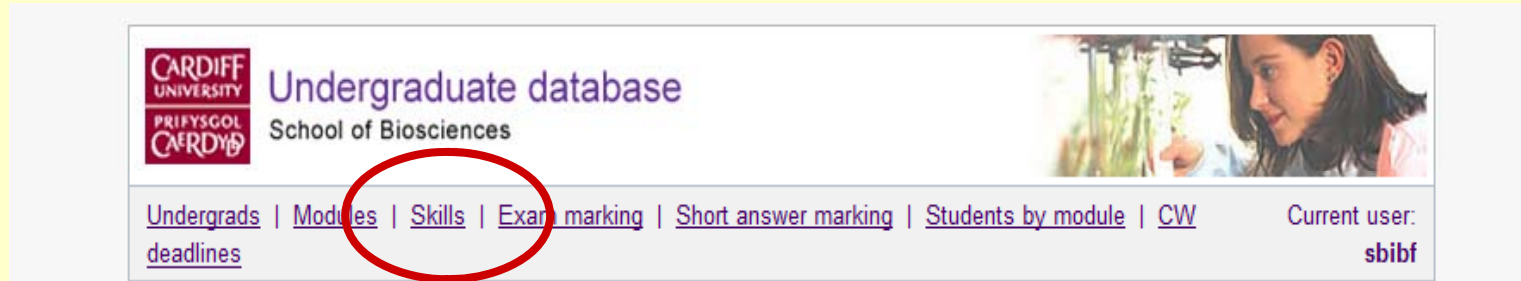 CARDIFF
UNIVERSITY
PRIFYSGOL
CAERDYÐ
Undergraduate database
School of Biosciences
Undergrads | Modules | Skills | Exam marking | Short answer marking | Students by module | CW
deadlines
Current user:
sbibf